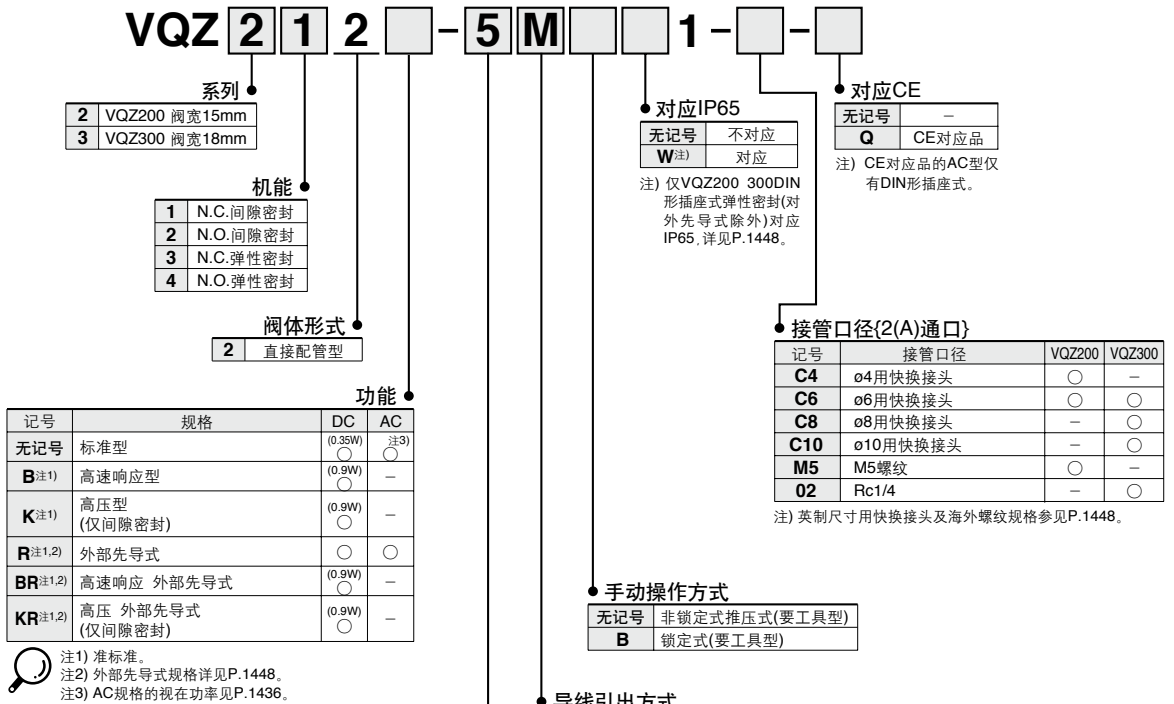 VQZ 2 1 2 □ - 5 M □ □ 1 - □ - □
系列
2 VQZ200 阀宽15mm
3 VQZ300 阀宽18mm
机能
1 N.C.间隙密封
2 N.O.间隙密封
3 N.C.弹性密封
4 N.O.弹性密封
阀体形式
2 直接配管型
功能
记号 规格 DC AC
无记号 标准型 (0.35W) ○ 注3) ○
B注1) 高速响应型 (0.9W) ○ –
K注1) 高压型 (0.9W) ○ –
(仅间隙密封)
R注1,2) 外部先导式 ○ ○
BR注1,2) 高速响应 外部先导式 (0.9W) ○ –
KR注1,2) 高压 外部先导式 (0.9W) ○ –
(仅间隙密封)
注1) 准标准。
注2) 外部先导式规格详见P.1448。
注3) AC规格的视在功率见P.1436。
对应IP65
无记号 不对应
W注) 对应
注) 仅VQZ200 300DIN
形插座式弹性密封(对
外先导式除外)对应
IP65,详见P.1448。
对应CE
无记号 –
Q CE对应品
注) CE对应品的AC型仅
有DIN形插座式。
接管口径{2(A)通口}
记号 接管口径 VQZ200 VQZ300
C4 ø4用快换接头 ○ –
C6 ø6用快换接头 ○ ○
C8 ø8用快换接头 – ○
C10 ø10用快换接头 – ○
M5 M5螺纹 ○ –
02 Rc1/4 – ○
注) 英制尺寸用快换接头及海外螺纹规格参见P.1448。
手动操作方式
无记号 非锁定式推压式(要工具型)
B 锁定式(要工具型)
导线引出方式